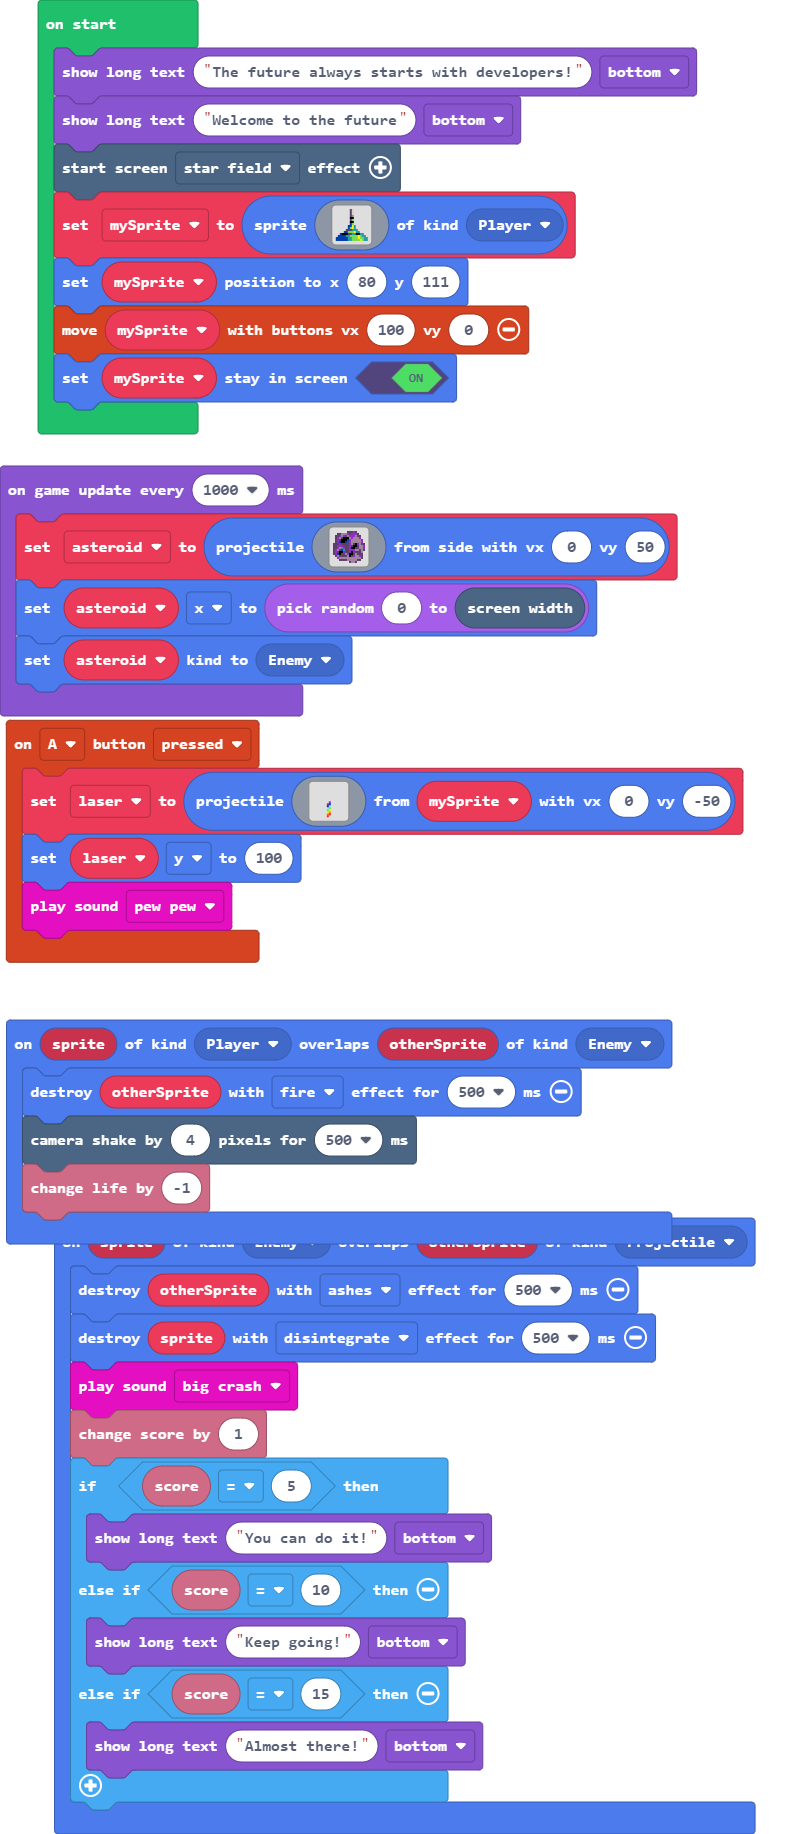 on start
show long text "The future always starts with developers!" bottom
show long text "Welcome to the future" bottom
start screen star field effect
set mySprite to sprite of kind Player
set mySprite position to x 80 y 111
move mySprite with buttons vx 100 vy 0
set mySprite stay in screen ON
on game update every 1000 ms
set asteroid to projectile from side with vx 0 vy 50
set asteroid x to pick random 0 to screen width
set asteroid kind to Enemy
on A button pressed
set laser to projectile from mySprite with vx 0 vy -50
set laser y to 100
play sound pew pew
on sprite of kind Player overlaps otherSprite of kind Enemy
destroy otherSprite with fire effect for 500 ms
camera shake by 4 pixels for 500 ms
change life by -1
on sprite of kind Enemy overlaps otherSprite of kind Projectile
destroy otherSprite with ashes effect for 500 ms
destroy sprite with disintegrate effect for 500 ms
play sound big crash
change score by 1
if score = 5 then
show long text "You can do it!" bottom
else if score = 10 then
show long text "Keep going!" bottom
else if score = 15 then
show long text "Almost there!" bottom